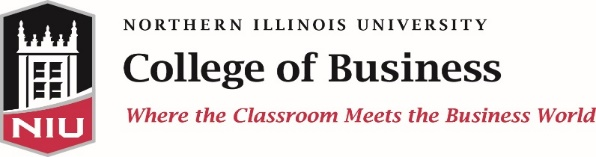 NORTHERN ILLINOIS UNIVERSITY
College of Business
Where the Classroom Meets the Business World
NIU